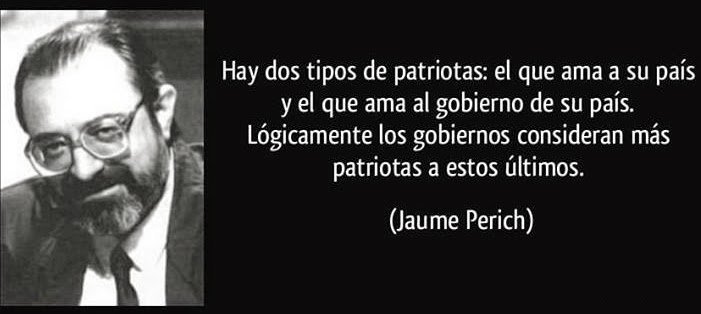 Hay dos tipos de patriotas: el que ama a su país
y el que ama al gobierno de su país.
Lógicamente los gobiernos consideran más
patriotas a estos últimos.
(Jaume Perich)